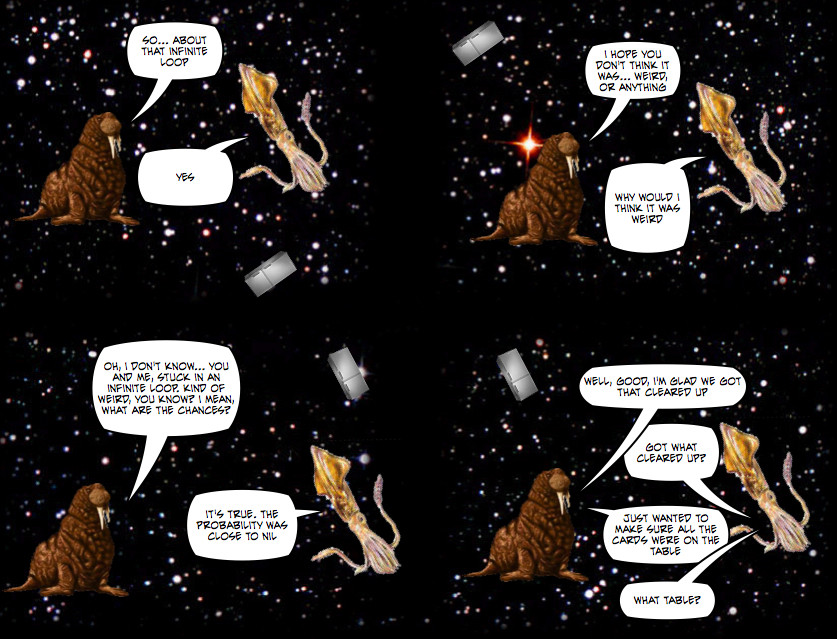 SO... ABOUT
THAT INFINITE
LOOP
YES
I HOPE YOU
DON'T THINK IT
WAS... WEIRD,
OR ANYTHING
WHY WOULD I
THINK IT WAS
WEIRD
OH, I DON'T KNOW... YOU
AND ME, STUCK IN AN
INFINITE LOOP. KIND OF
WEIRD, YOU KNOW? I MEAN,
WHAT ARE THE CHANCES?
IT'S TRUE. THE
PROBABILITY WAS
CLOSE TO NIL
WELL, GOOD, I'M GLAD WE GOT
THAT CLEARED UP
GOT WHAT
CLEARED UP?
JUST WANTED TO
MAKE SURE ALL THE
CARDS WERE ON THE
TABLE
WHAT TABLE?